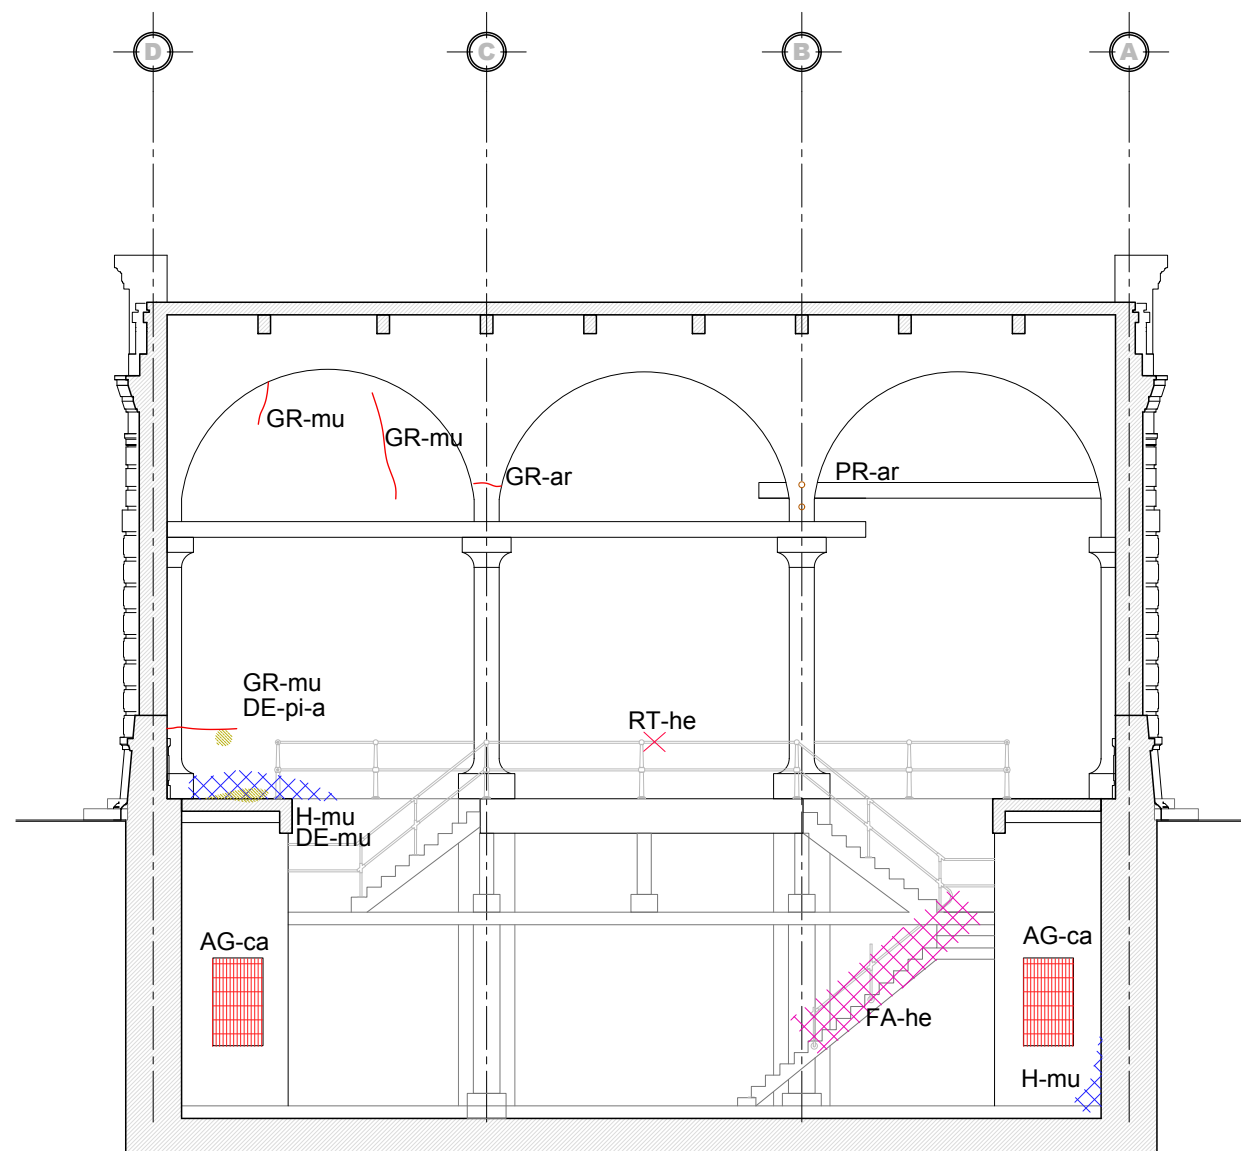 D
C
B
A
GR-mu
GR-mu
GR-ar
PR-ar
GR-mu
DE-pi-a
RT-he
H-mu
DE-mu
AG-ca
AG-ca
FA-he
H-mu